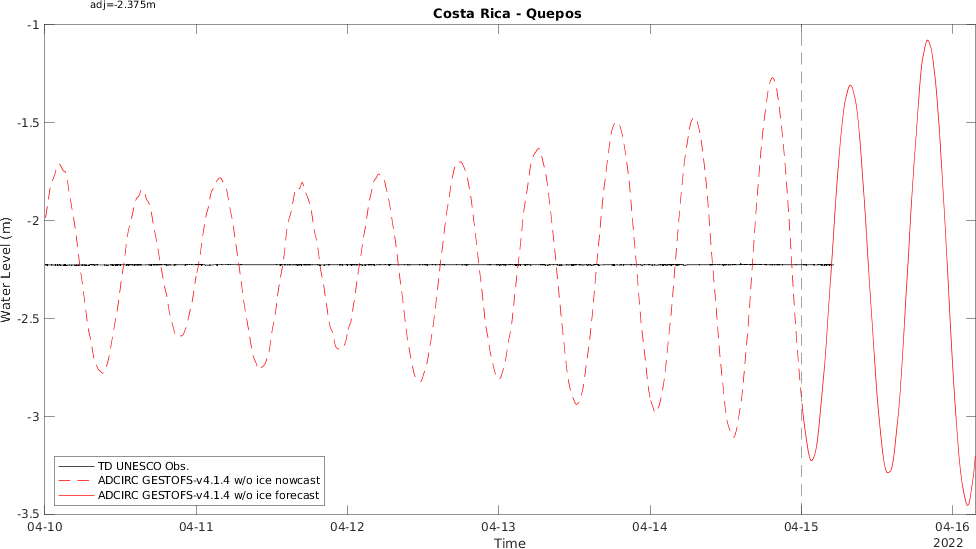 adj=-2.375m
Costa Rica - Quepos
-1
-1.5
-2
-2.5
-3
-3.5
Water Level (m)
TD UNESCO Obs.
ADCIRC GESTOFS-v4.1.4 w/o ice nowcast
ADCIRC GESTOFS-v4.1.4 w/o ice forecast
04-10 04-11 04-12 04-13 04-14 04-15 04-16
Time
2022